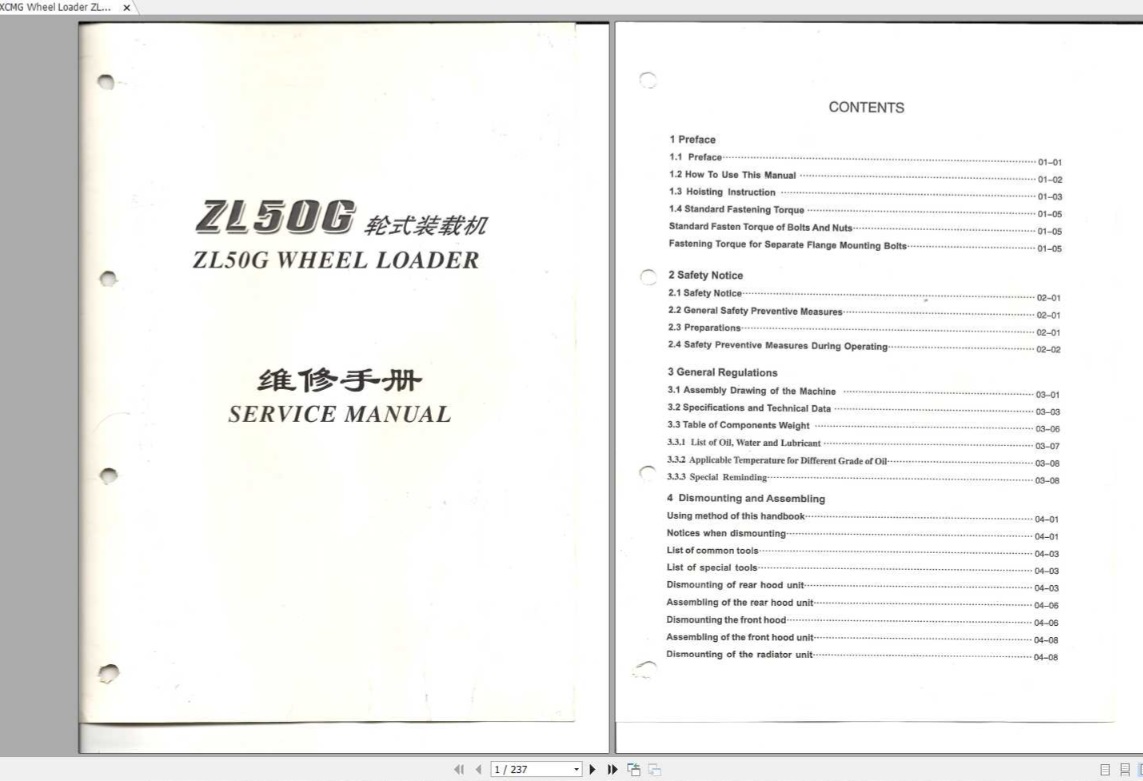 XCMG Wheel Loader ZL...
ZL50G 轮式装载机
ZL50G WHEEL LOADER
维修手册
SERVICE MANUAL
CONTENTS
1 Preface
1.1 Preface 01-01
1.2 How To Use This Manual 01-02
1.3 Hoisting Instruction 01-03
1.4 Standard Fastening Torque 01-05
Standard Fasten Torque of Bolts And Nuts 01-05
Fastening Torque for Separate Flange Mounting Bolts 01-05
2 Safety Notice
2.1 Safety Notice 02-01
2.2 General Safety Preventive Measures 02-01
2.3 Preparations 02-01
2.4 Safety Preventive Measures During Operating 02-02
3 General Regulations
3.1 Assembly Drawing of the Machine 03-01
3.2 Specifications and Technical Data 03-03
3.3 Table of Components Weight 03-06
3.3.1 List of Oil, Water and Lubricant 03-07
3.3.2 Applicable Temperature for Different Grade of Oil 03-08
3.3.3 Special Reminding 03-08
4 Dismounting and Assembling
Using method of this handbook 04-01
Notices when dismounting 04-01
List of common tools 04-03
List of special tools 04-03
Dismounting of rear hood unit 04-03
Assembling of the rear hood unit 04-06
Dismounting the front hood 04-06
Assembling of the front hood unit 04-08
Dismounting of the radiator unit 04-08
1 / 237